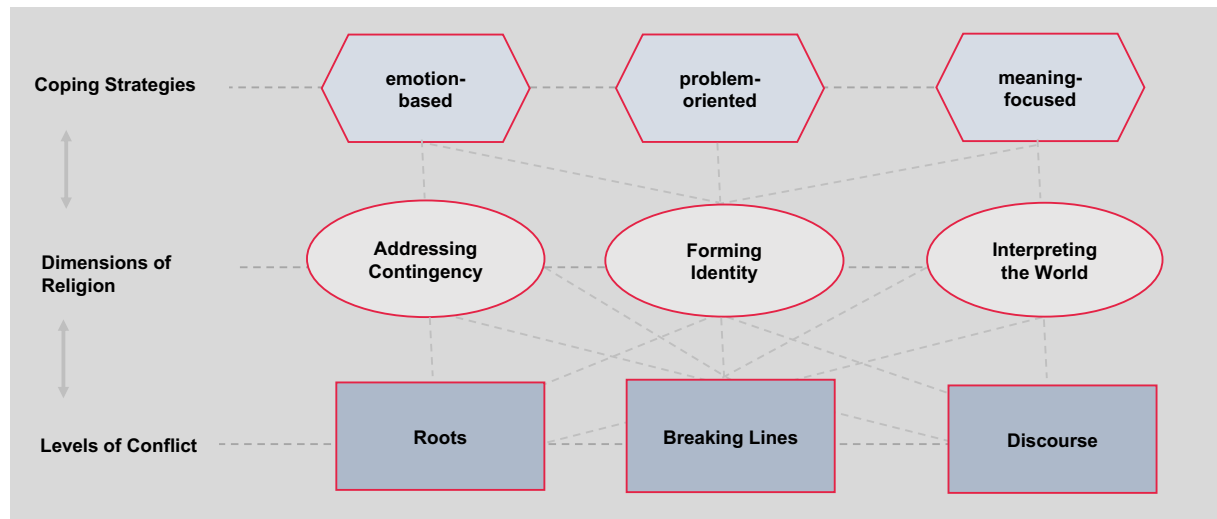 Coping Strategies
emotion-
based
problem-
oriented
meaning-
focused
Dimensions of
Religion
Addressing
Contingency
Forming
Identity
Interpreting
the World
Levels of Conflict
Roots
Breaking Lines
Discourse